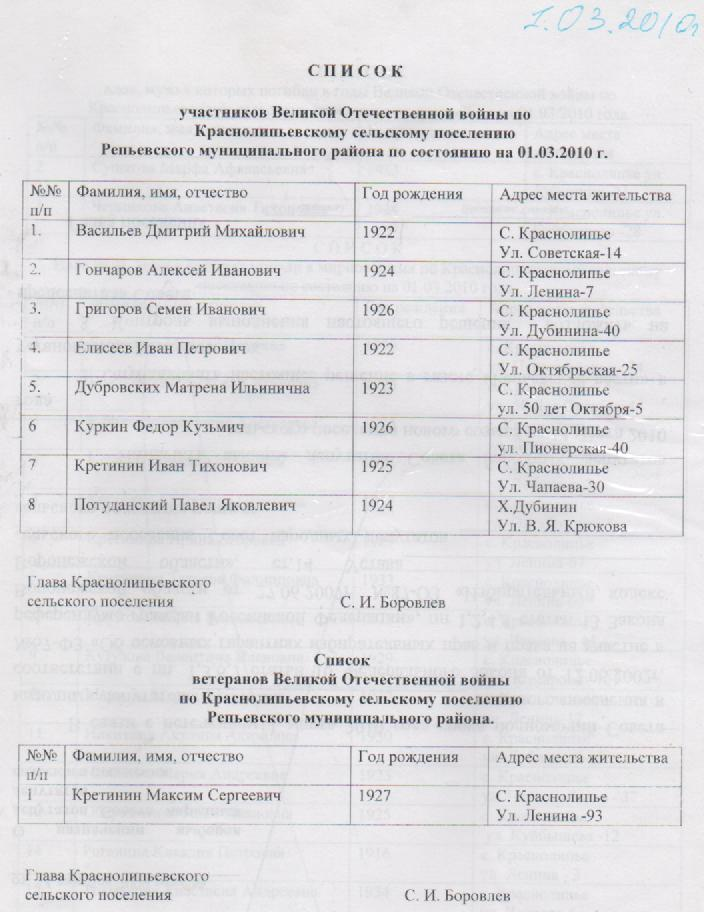 1.03.2010г
СПИСОК
участников Великой Отечественной войны по
Краснолипьевскому сельскому поселению
Репьевского муниципального района по состоянию на 01.03.2010 г.
№№ п/п Фамилия, имя, отчество Год рождения Адрес места жительства
1. Васильев Дмитрий Михайлович 1922 С. Краснолипье
Ул. Советская-14
2. Гончаров Алексей Иванович 1924 С. Краснолипье
Ул. Ленина-7
3. Григоров Семен Иванович 1926 С. Краснолипье
Ул. Дубинина-40
4. Елисеев Иван Петрович 1922 С. Краснолипье
Ул. Октябрьская-25
5. Дубровских Матрена Ильинична 1923 С. Краснолипье
ул. 50 лет Октября-5
6 Куркин Федор Кузьмич 1926 С. Краснолипье
ул. Пионерская-40
7 Кретинин Иван Тихонович 1925 С. Краснолипье
Ул. Чапаева-30
8 Потуданский Павел Яковлевич 1924 Х.Дубинин
Ул. В. Я. Крюкова
Глава Краснолипьевского
сельского поселения С. И. Боровлев
Список
ветеранов Великой Отечественной войны
по Краснолипьевскому сельскому поселению
Репьевского муниципального района.
№№ п/п Фамилия, имя, отчество Год рождения Адрес места жительства
1 Кретинин Максим Сергеевич 1927 С. Краснолипье
Ул. Ленина -93
Глава Краснолипьевского
сельского поселения С. И. Боровлев